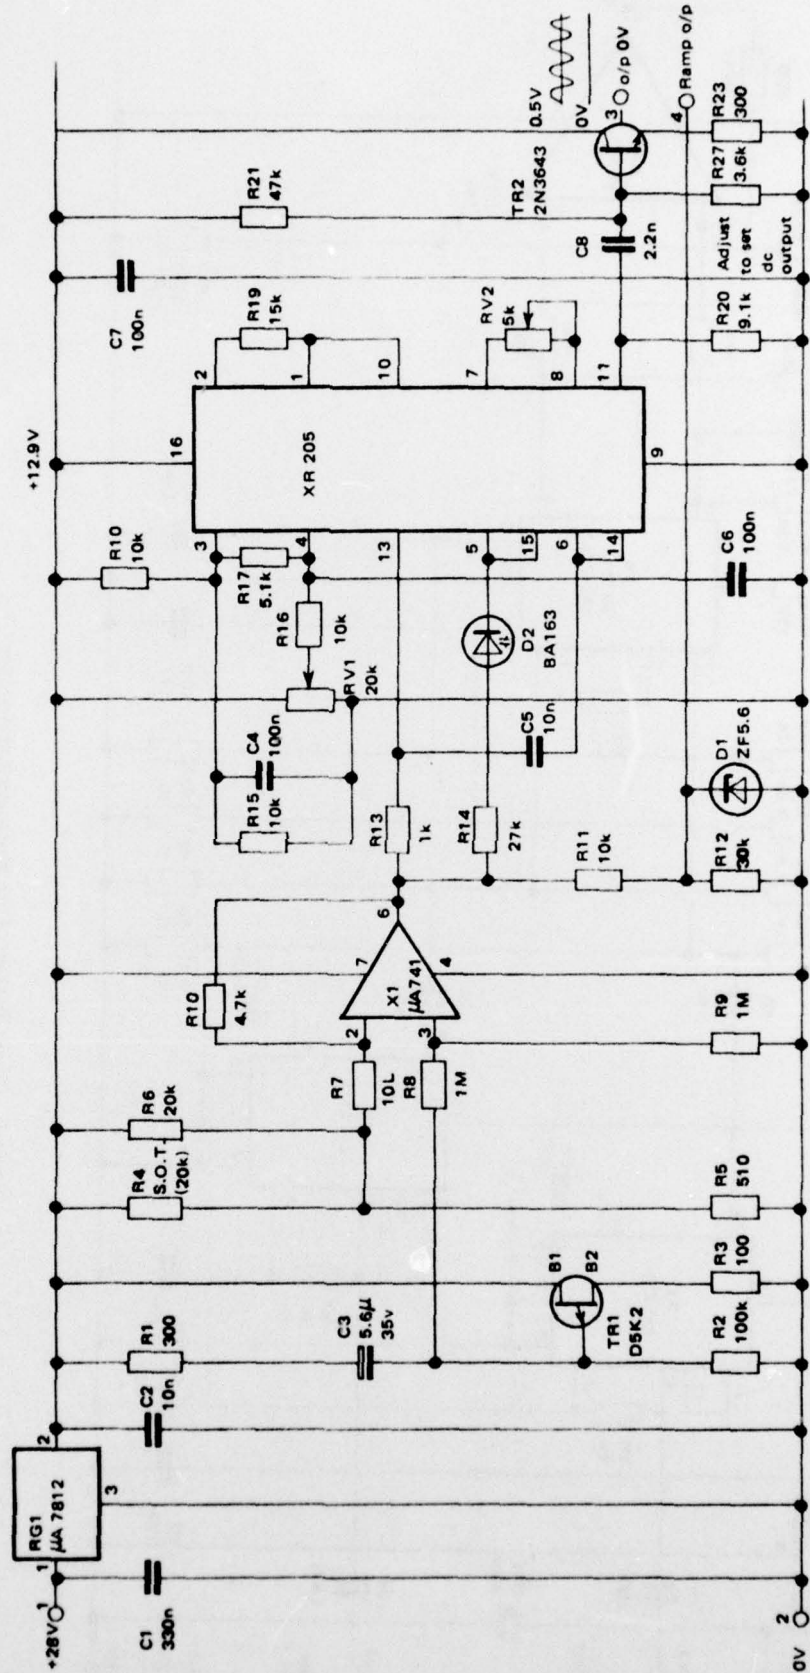 +28V
1
1
RG1
µA 7812
2
3
C1
330n
C2
10n
R1
300
C3
5.6µ
35v
TR1
D5K2
B1
B2
R2
100k
R3
100
R5
510
R4
S.O.T.
(20k)
R6
20k
R7
10L
R8
1M
R9
1M
R10
4.7k
2
3
X1
µA741
7
4
6
R13
1k
R14
27k
R11
10k
R12
30k
D1
ZF5.6
R15
10k
C4
100n
RV1
20k
R16
10k
R17
5.1k
R10
10k
C5
10n
D2
BA163
C6
100n
+12.9V
16
XR 205
3
4
13
5
15
6
14
2
1
10
7
8
11
9
R19
15k
C7
100n
RV2
5k
R21
47k
TR2
2N3643
C8
2.2n
R20
9.1k
Adjust
to set
dc
output
R27
3.6k
R23
300
0.5V
0V
3
o/p 0V
4
Ramp o/p
2
0V